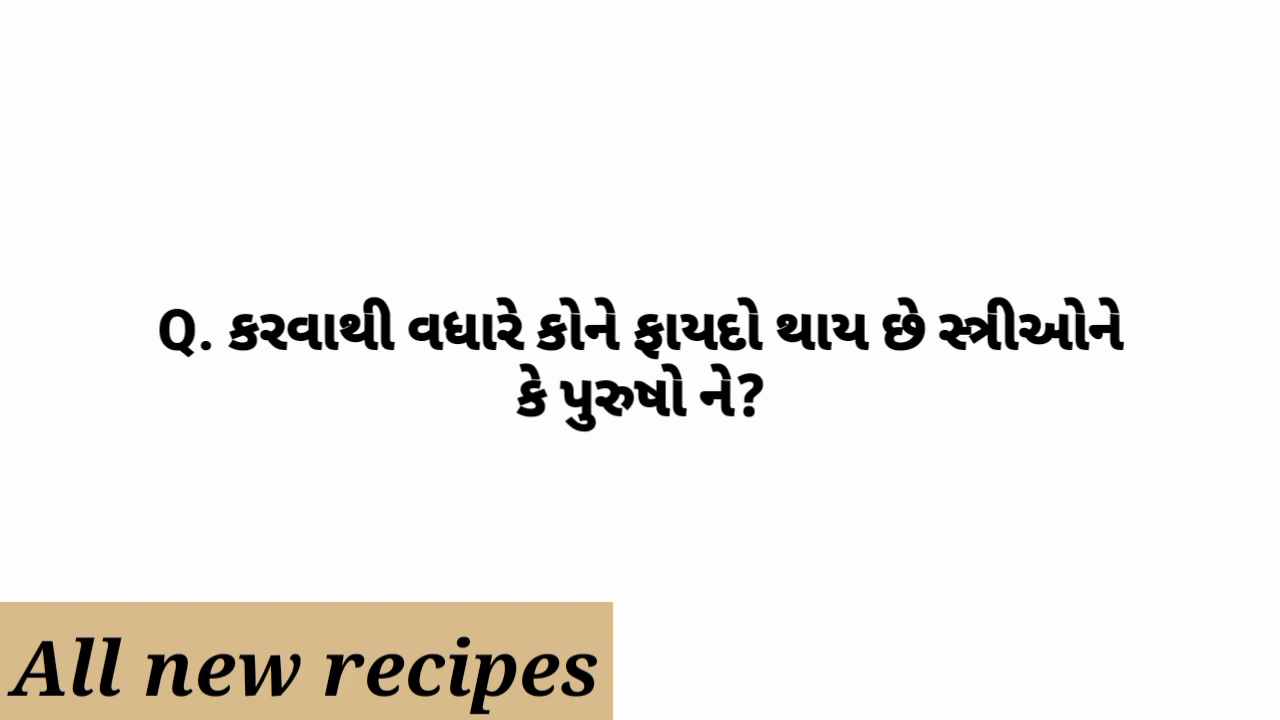 Q. કરવાથી વધારે કોને ફાયદો થાય છે સ્ત્રીઓને
કે પુરુષો ને?
All new recipes